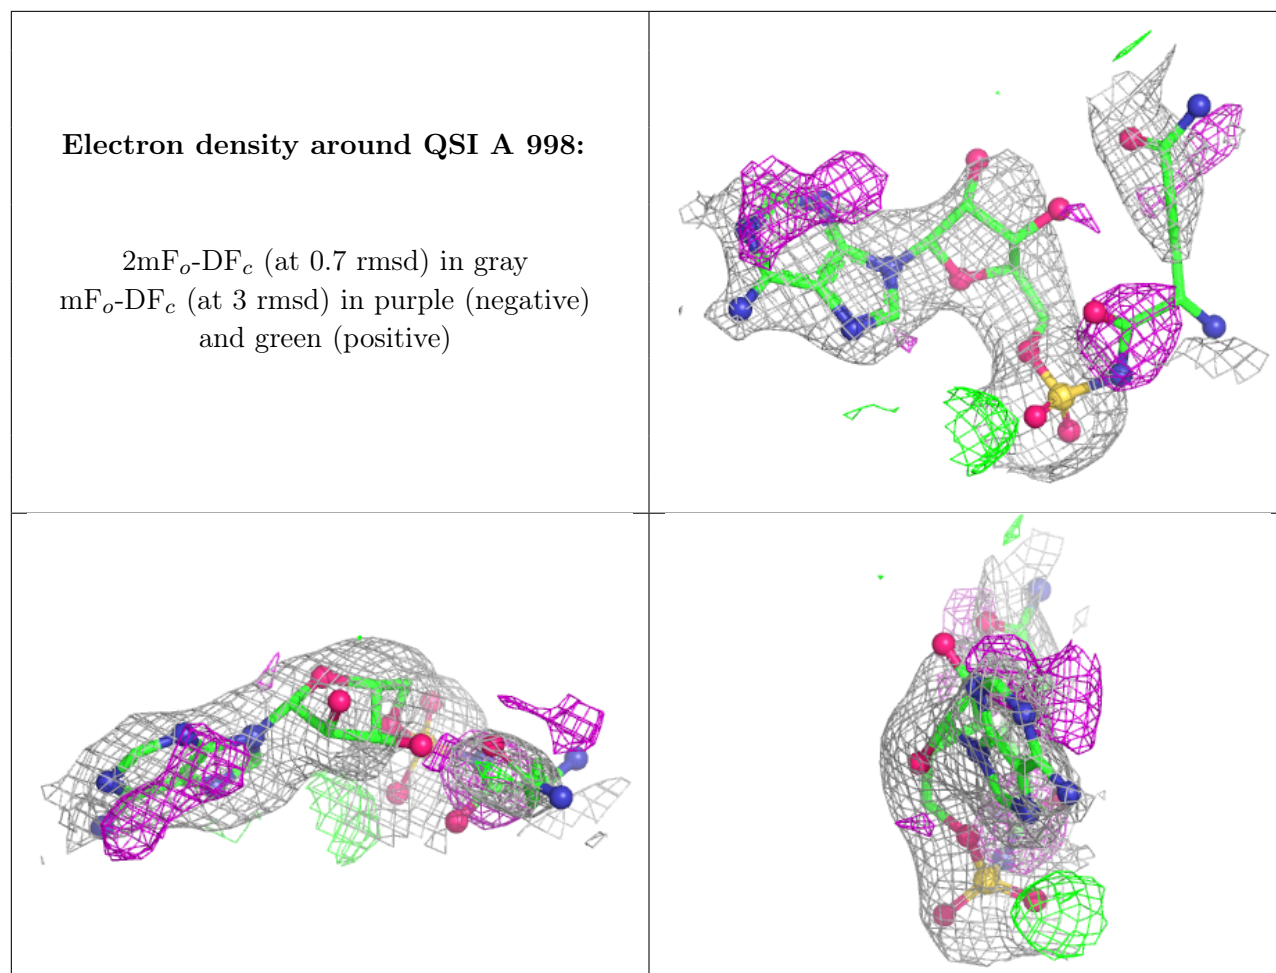 Electron density around QSI A 998:
2mFo-DFc (at 0.7 rmsd) in gray
mFo-DFc (at 3 rmsd) in purple (negative)
and green (positive)